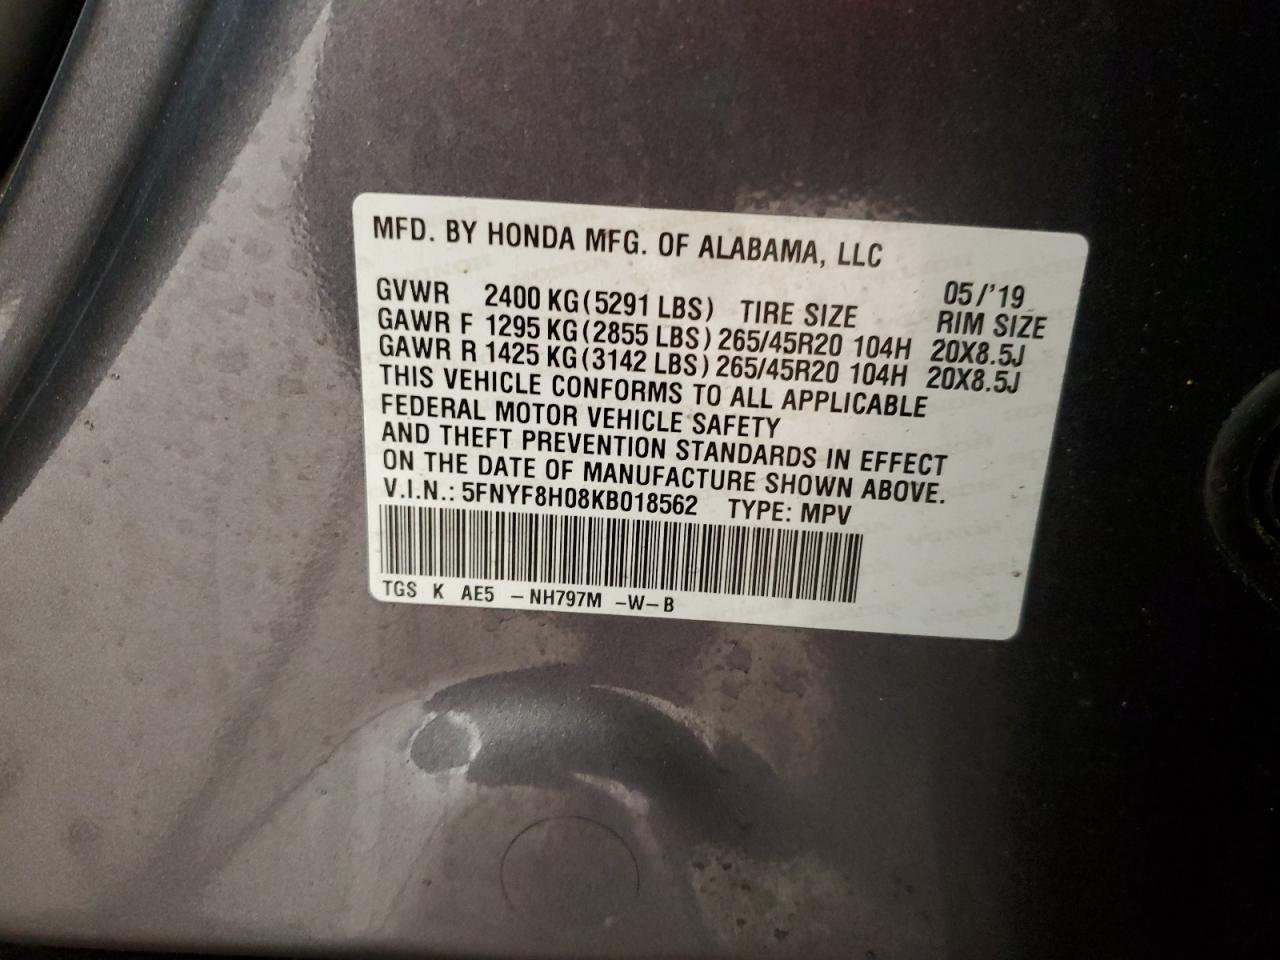 MFD. BY HONDA MFG. OF ALABAMA, LLC
05/'19
GVWR 2400 KG(5291 LBS) TIRE SIZE RIM SIZE
GAWR F 1295 KG(2855 LBS) 265/45R20 104H 20X8.5J
GAWR R 1425 KG(3142 LBS) 265/45R20 104H 20X8.5J
THIS VEHICLE CONFORMS TO ALL APPLICABLE
FEDERAL MOTOR VEHICLE SAFETY
AND THEFT PREVENTION STANDARDS IN EFFECT
ON THE DATE OF MANUFACTURE SHOWN ABOVE.
V.I.N.: 5FNYF8H08KB018562 TYPE: MPV
TGS K AE5 -NH797M -W-B